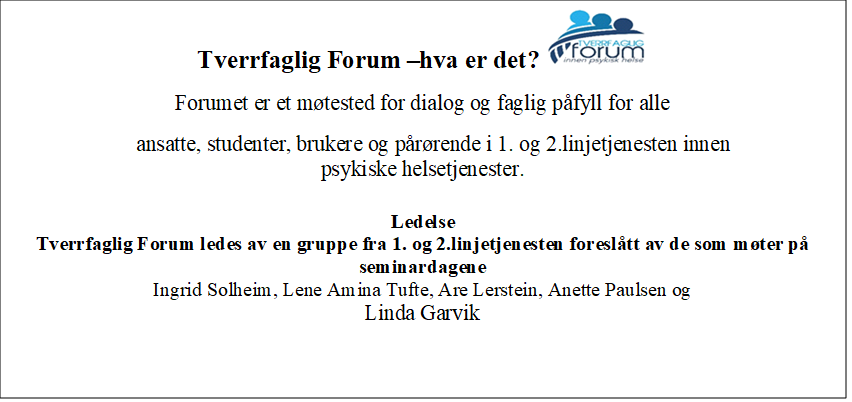 Tverrfaglig Forum –hva er det?
TVERRFAGLIG
forum
innen psykisk helse
Forumet er et møtested for dialog og faglig påfyll for alle
ansatte, studenter, brukere og pårørende i 1. og 2.linjetjenesten innen
psykiske helsetjenester.
Ledelse
Tverrfaglig Forum ledes av en gruppe fra 1. og 2.linjetjenesten foreslått av de som møter på
seminardagene
Ingrid Solheim, Lene Amina Tufte, Are Lerstein, Anette Paulsen og
Linda Garvik